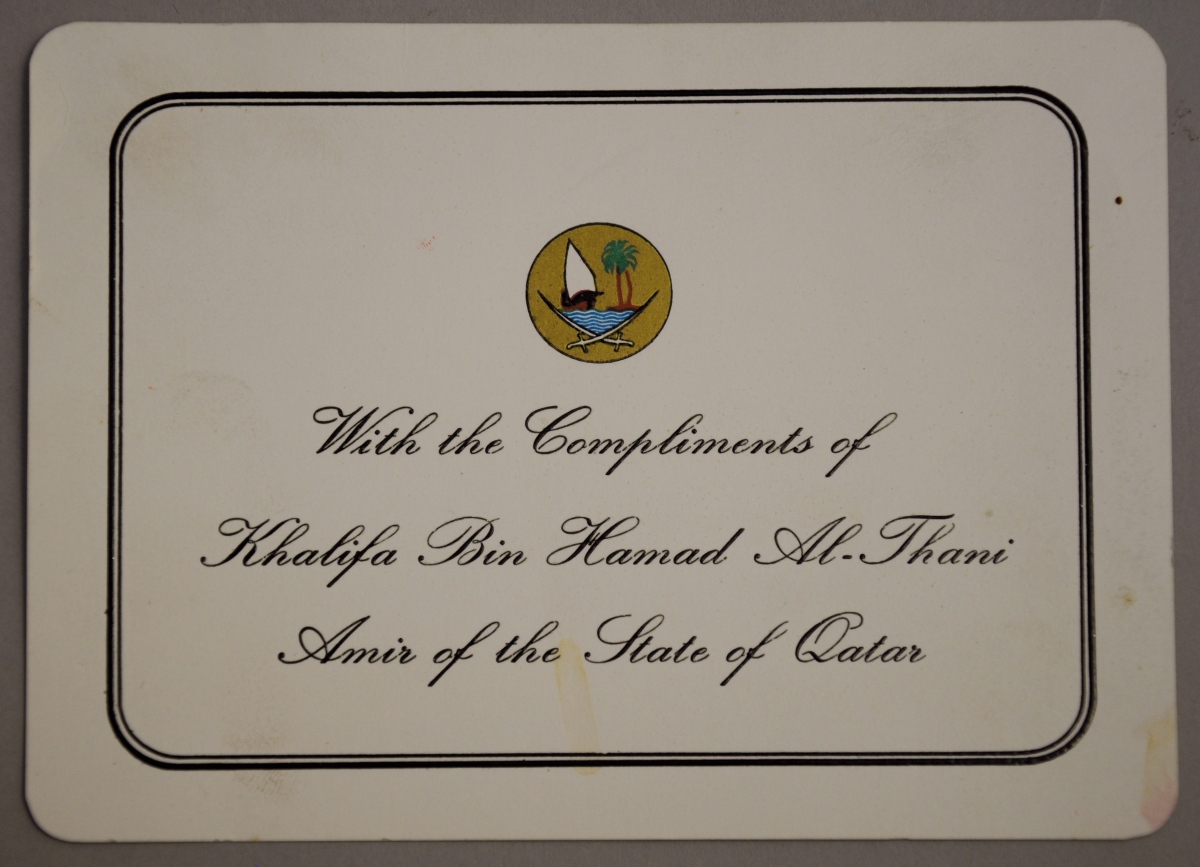 With the Compliments of
Khalifa Bin Hamad Al-Thani
Amir of the State of Qatar